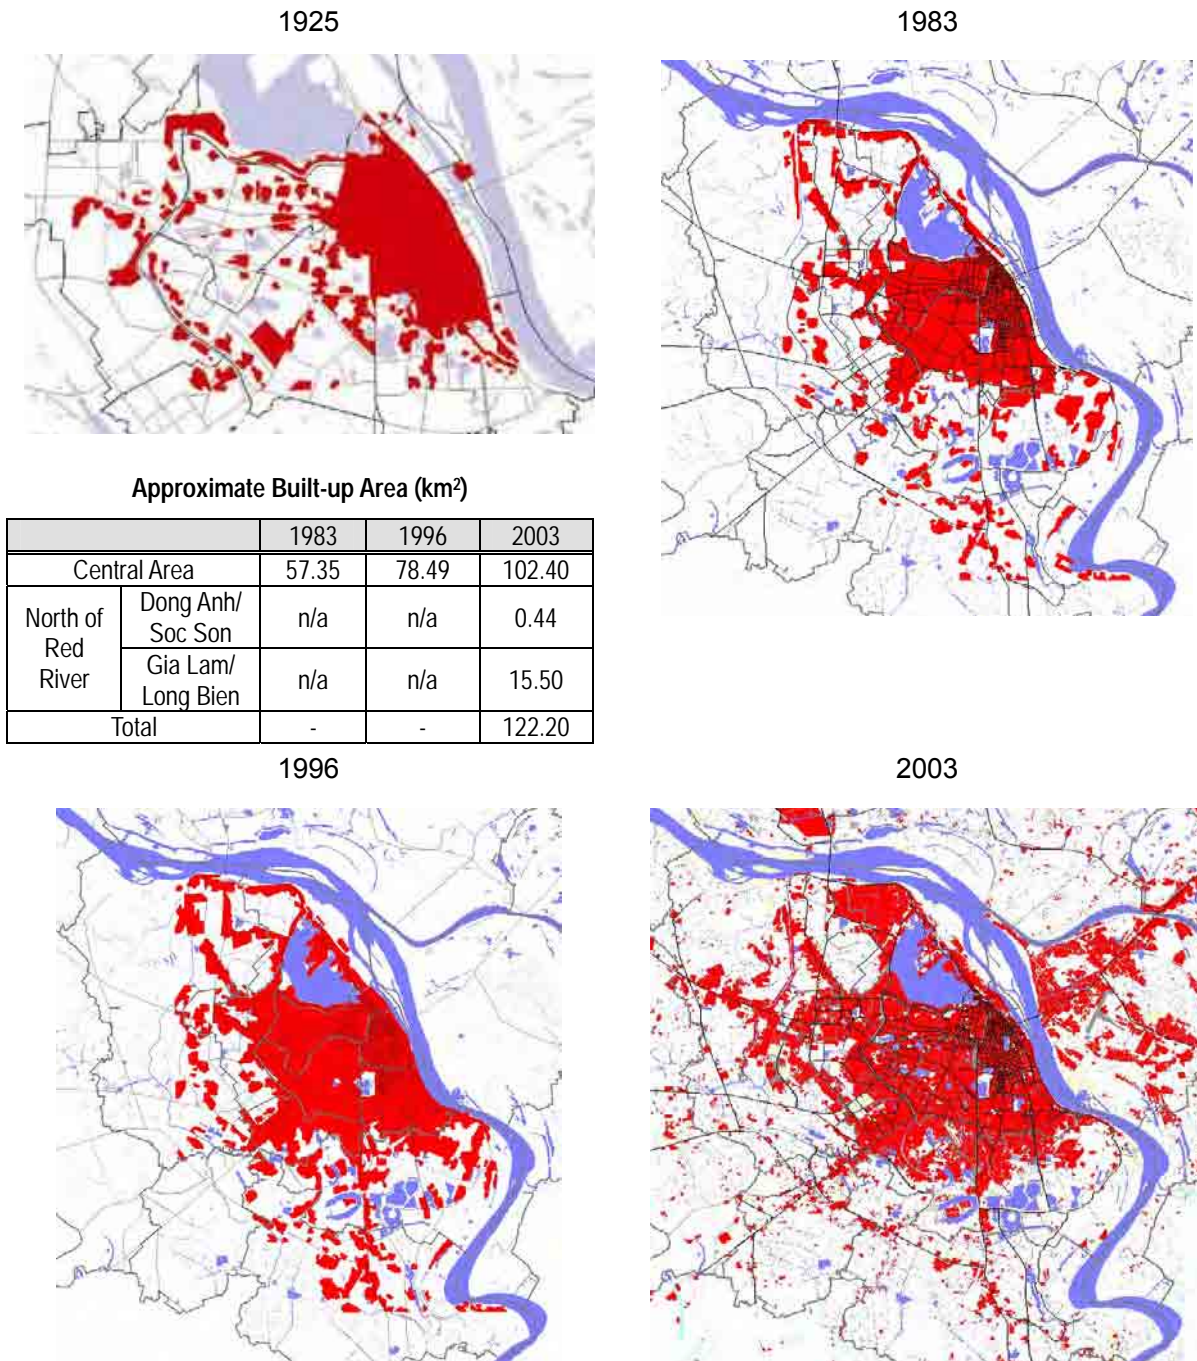 1925
1983
Approximate Built-up Area (km²)
1983 1996 2003
Central Area 57.35 78.49 102.40
North of Red River
Dong Anh/ Soc Son n/a n/a 0.44
Gia Lam/ Long Bien n/a n/a 15.50
Total - - 122.20
1996
2003